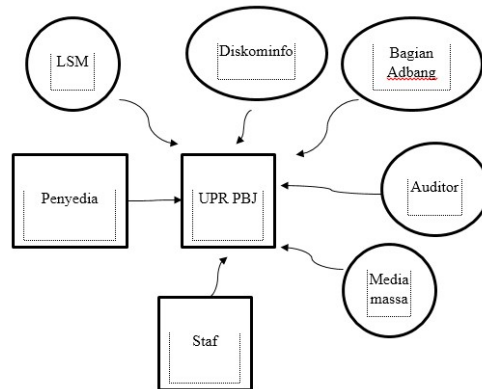 LSM
Diskominfo
Bagian
Adbang
Penyedia
UPR PBJ
Auditor
Media
massa
Staf